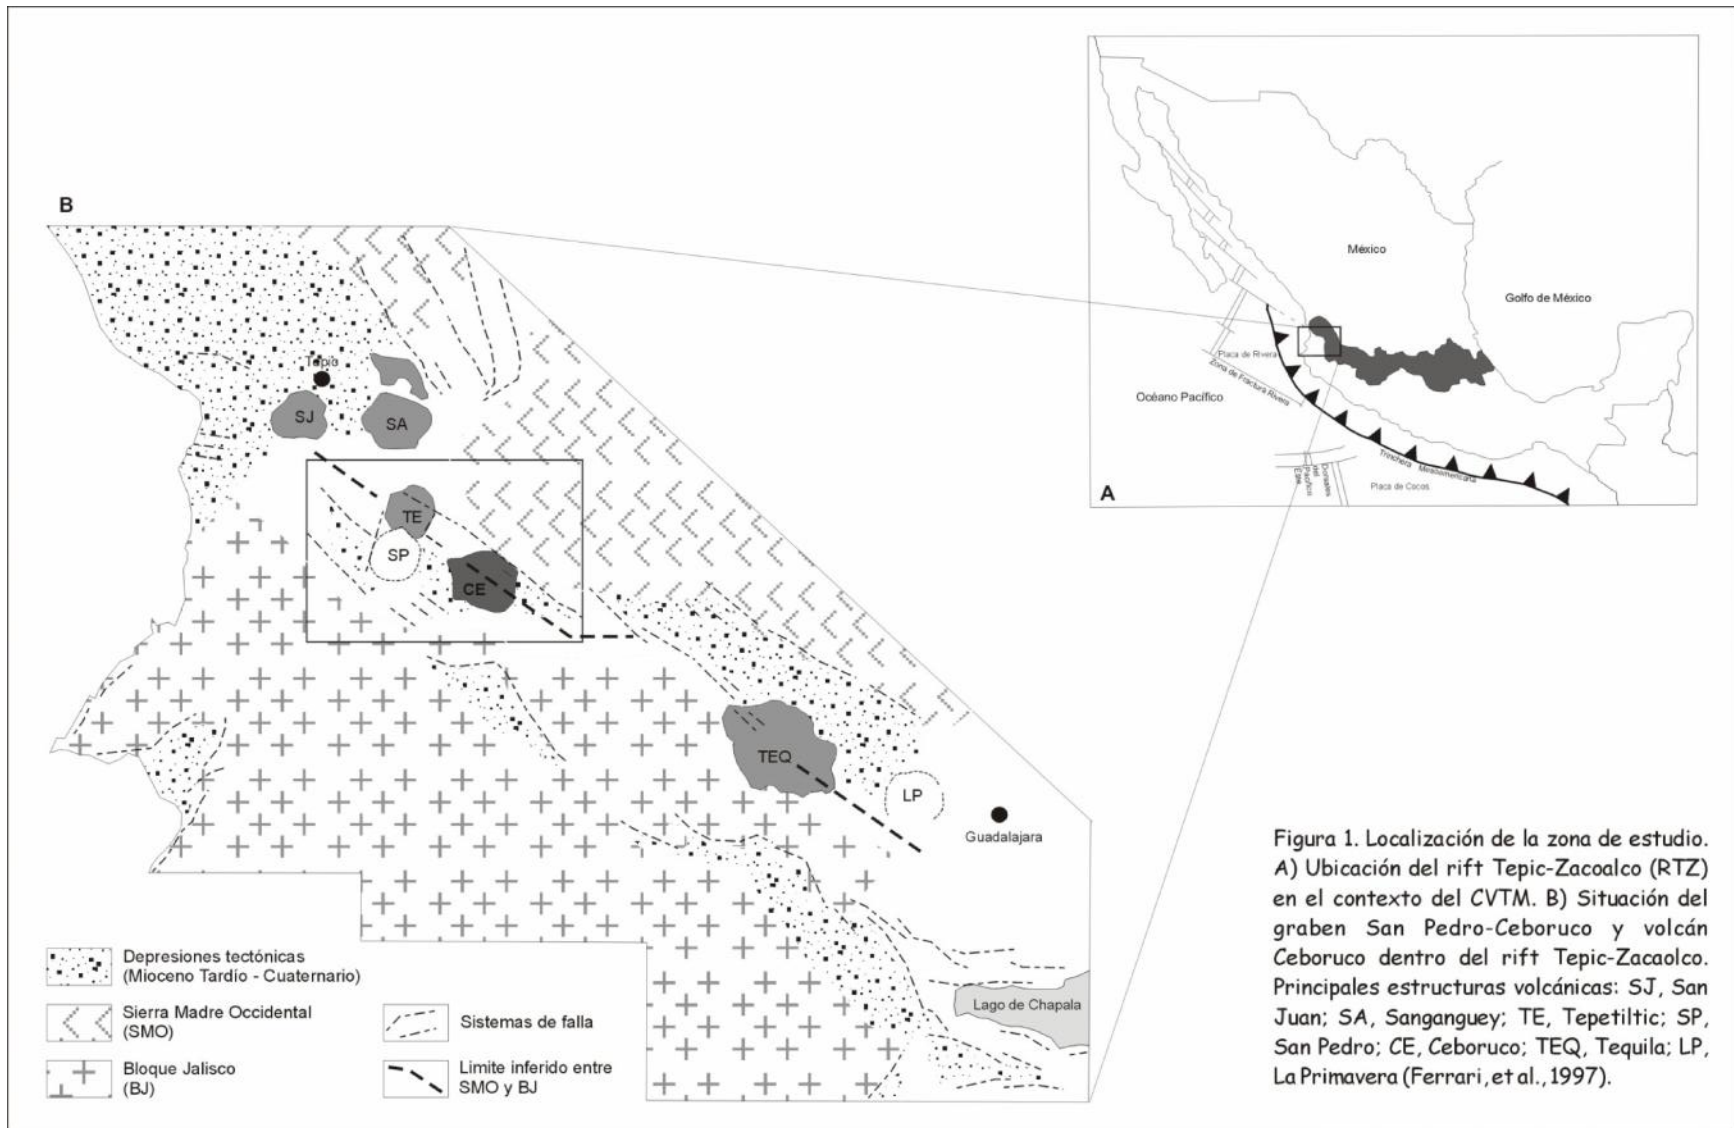 B
Tepic
SJ
SA
TE
SP
CE
TEQ
LP
Guadalajara
Lago de Chapala
Depresiones tectónicas
(Mioceno Tardío - Cuaternario)
Sierra Madre Occidental
(SMO)
Bloque Jalisco
(BJ)
Sistemas de falla
Limite inferido entre
SMO y BJ
México
Golfo de México
Placa de Rivera
Zona de Fractura Rivera
Océano Pacífico
Trinchera Mesoamericana
Dorsales
del
Pacífico
Este
Placa de Cocos
A
Figura 1. Localización de la zona de estudio.
A) Ubicación del rift Tepic-Zacoalco (RTZ)
en el contexto del CVTM. B) Situación del
graben San Pedro-Ceboruco y volcán
Ceboruco dentro del rift Tepic-Zacaolco.
Principales estructuras volcánicas: SJ, San
Juan; SA, Sanganguey; TE, Tepetiltic; SP,
San Pedro; CE, Ceboruco; TEQ, Tequila; LP,
La Primavera (Ferrari, et al., 1997).